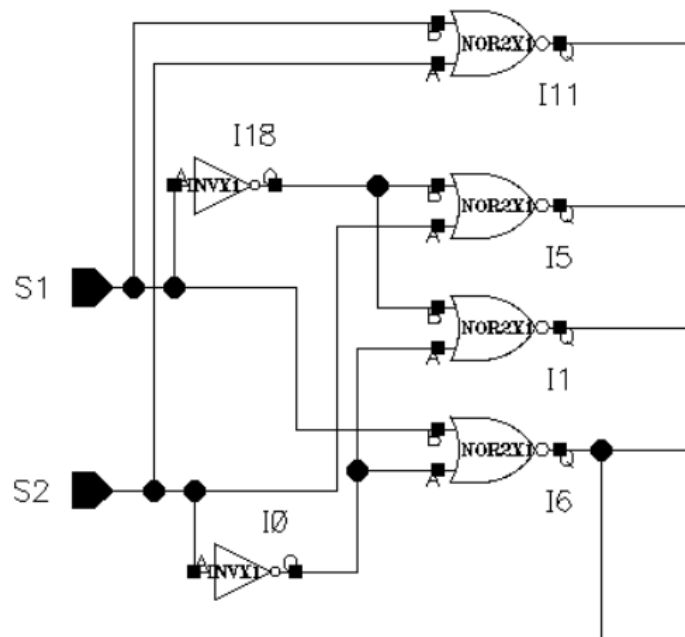 B
NOR2X1
Q
A
I11
I18
A
INVX1
Q
B
NOR2X1
Q
A
I5
S1
B
NOR2X1
Q
A
I1
B
NOR2X1
Q
A
I6
S2
I0
A
INVX1
Q